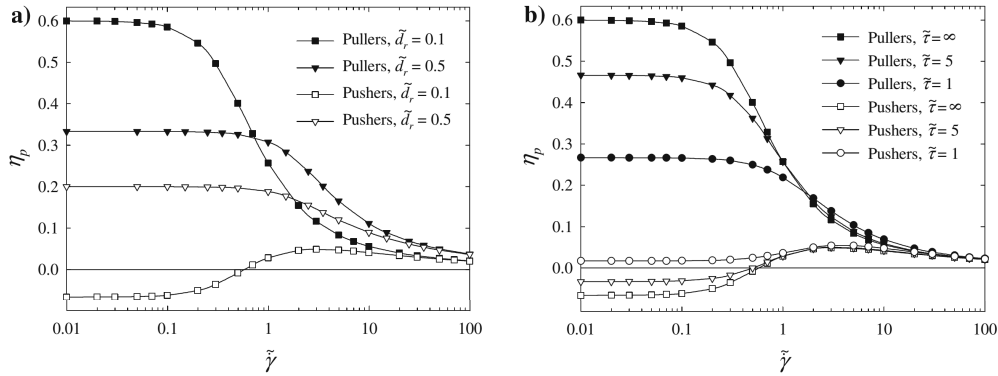 a)
0.6
0.5
0.4
0.3
0.2
0.1
0.0
η_p
Pullers, d̃_r = 0.1
Pullers, d̃_r = 0.5
Pushers, d̃_r = 0.1
Pushers, d̃_r = 0.5
0.01 0.1 1 10 100
γ̇̃
b)
0.6
0.5
0.4
0.3
0.2
0.1
0
η_p
Pullers, τ̃ = ∞
Pullers, τ̃ = 5
Pullers, τ̃ = 1
Pushers, τ̃ = ∞
Pushers, τ̃ = 5
Pushers, τ̃ = 1
0.01 0.1 1 10 100
γ̇̃